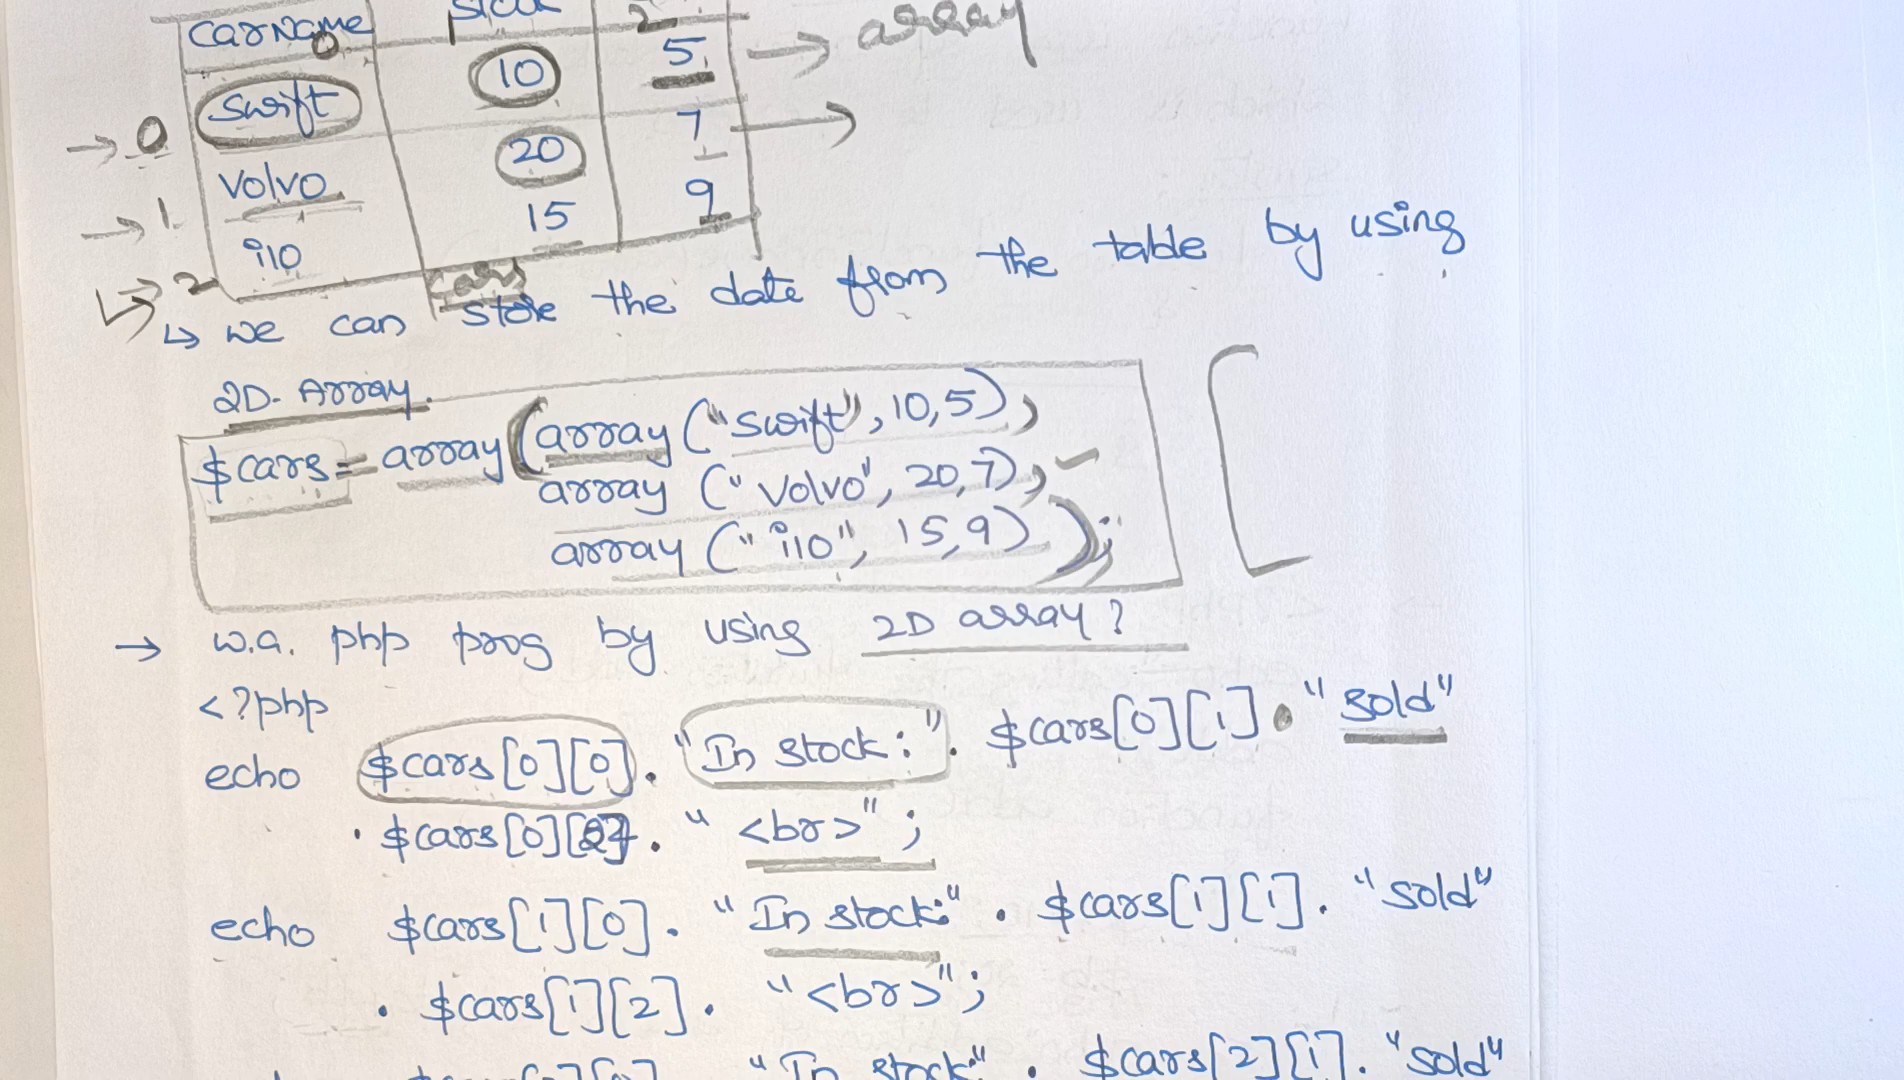 carName stock 2
0
swift 10 5 → array
→ 0
volvo 20 7 →
→ 1
i10 15 9
↳→ 2
cars
↳ we can store the date from the table by using
2D-Array.
$cars = array (array ("swift", 10,5),
array ("volvo", 20,7),
array ("i10", 15,9) );
→ w.a. php prog by using 2D array?
<?php
echo $cars[0][0]. "In stock:". $cars[0][1]. "sold"
. $cars[0][2]. "<br>";
echo $cars[1][0]. "In stock:" . $cars[1][1]. "sold"
. $cars[1][2]. "<br>";
"In stock:" . $cars[2][1]. "sold"